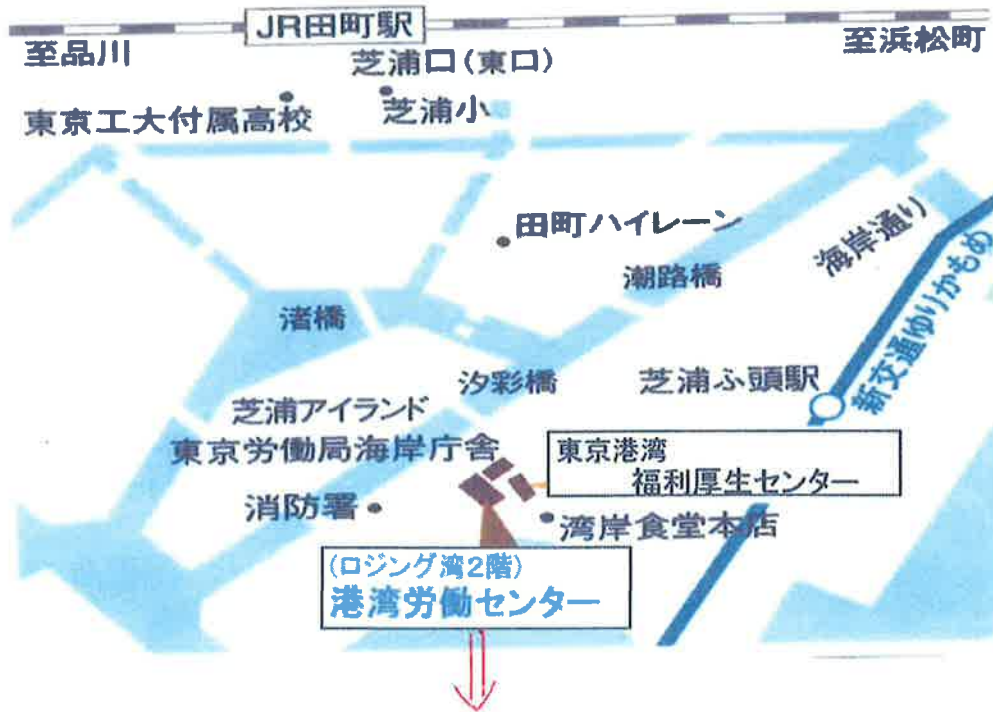 JR田町駅
至品川
至浜松町
芝浦口(東口)
東京工大付属高校
芝浦小
田町ハイレーン
海岸通り
潮路橋
新交通ゆりかもめ
渚橋
汐彩橋
芝浦ふ頭駅
芝浦アイランド
東京労働局海岸庁舎
東京港湾
福利厚生センター
消防署
湾岸食堂本店
(ロジング湾2階)
港湾労働センター